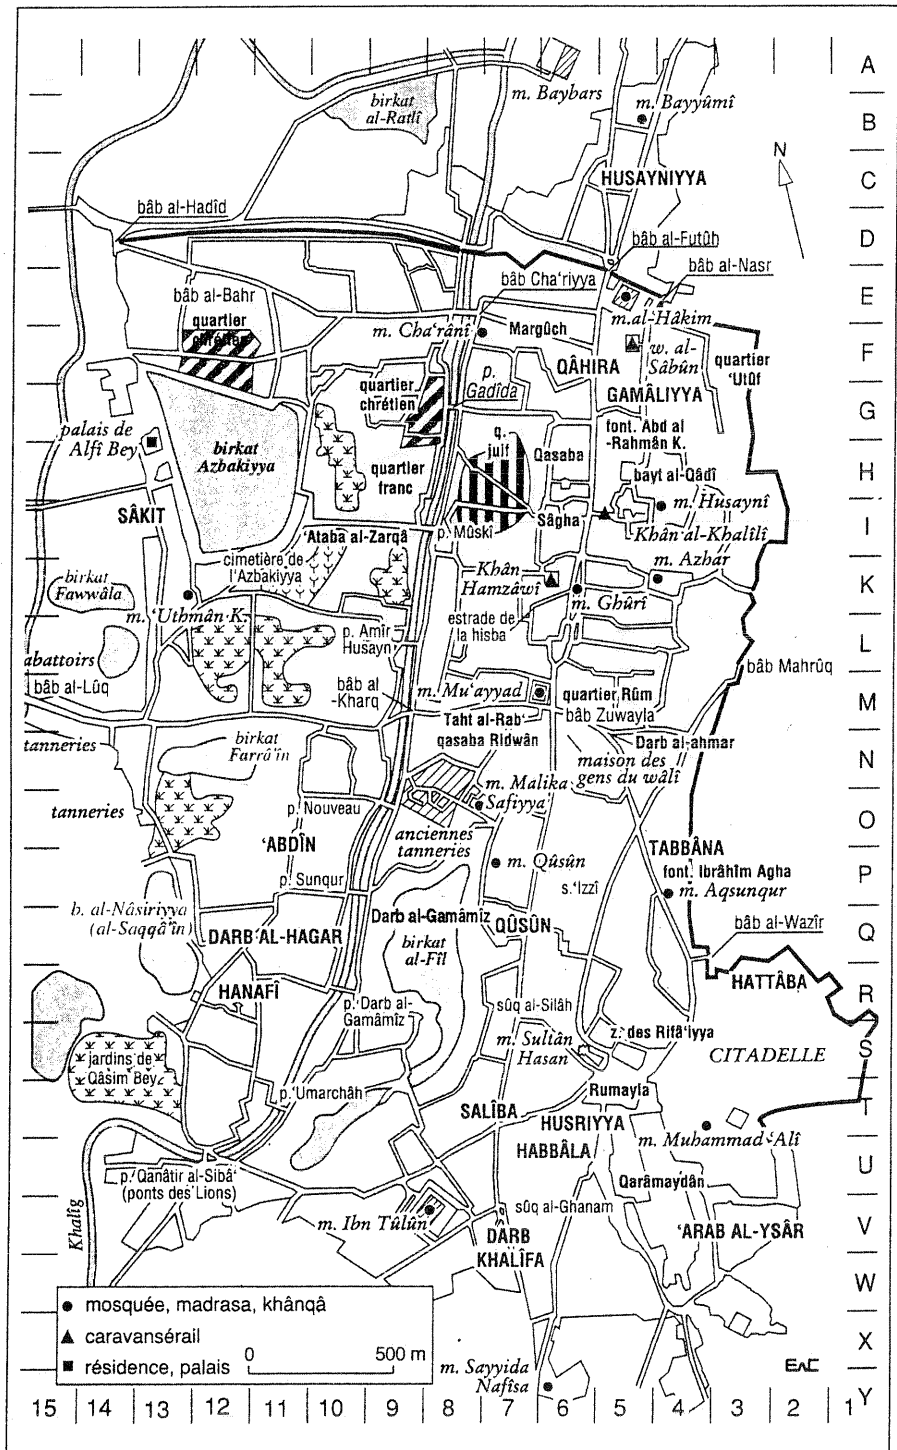 A
m. Baybars
birkat
al-Ratlî
m. Bayyûmî
B
N
HUSAYNIYYA
C
bâb al-Hadîd
bâb al-Futûh
D
bâb al-Nasr
bâb Cha'riyya
bâb al-Bahr
E
quartier
chrétien
m. Cha'rânî
Margûch
m. al-Hâkim
w. al-
Sâbûn
F
QÂHIRA
quartier
'Utûf
p.
Gadîda
quartier
chrétien
GAMÂLIYYA
G
palais de
Alfî Bey
birkat
Azbakiyya
q.
juif
font. Abd al
-Rahmân K.
Qasaba
quartier
franc
bayt al-Qâdî
H
m. Husaynî
SÂKIT
Sâgha
Khân al-Khalîlî
I
'Ataba al-Zarqâ
p. Mûskî
m. Azhar
cimetière de
l'Azbakiyya
Khân
Hamzâwî
birkat
Fawwâla
K
m. 'Uthmân K.
m. Ghûrî
estrade de
la hisba
p. Amîr
Husayn
L
abattoirs
bâb al-Lûq
bâb Mahrûq
bâb al
-Kharq
m. Mu'ayyad
quartier Rûm
bâb Zuwayla
M
Taht al-Rab'
qasaba Ridwân
tanneries
birkat
Farrâ'în
Darb al-ahmar
maison des
gens du wâlî
N
m. Malika
Safiyya
p. Nouveau
tanneries
O
anciennes
tanneries
'ABDÎN
TABBÂNA
m. Qûsûn
font. Ibrâhîm Agha
P
p. Sunqur
s. 'Izzî
m. Aqsunqur
b. al-Nâsiriyya
(al-Saqqâ'în)
Darb al-Gamâmîz
QÛSÛN
bâb al-Wazîr
DARB AL-HAGAR
birkat
al-Fîl
Q
HATTÂBA
HANAFÎ
R
p. Darb al-
Gamâmîz
sûq al-Silâh
z. des Rifâ'iyya
m. Sultân
Hasan
CITADELLE
S
jardins de
Qâsim Bey
p. 'Umarchâh
Rumayla
SALÎBA
T
HUSRIYYA
m. Muhammad 'Alî
HABBÂLA
p. Qanâtir al-Sibâ'
(ponts des Lions)
Qarâmaydân
U
Khalîg
sûq al-Ghanam
m. Ibn Tûlûn
DARB
KHALÎFA
'ARAB AL-YSÂR
V
W
mosquée, madrasa, khânqâ
caravansérail
X
résidence, palais
0 500 m
m. Sayyida
Nafîsa
EAC
Y
15 14 13 12 11 10 9 8 7 6 5 4 3 2 1